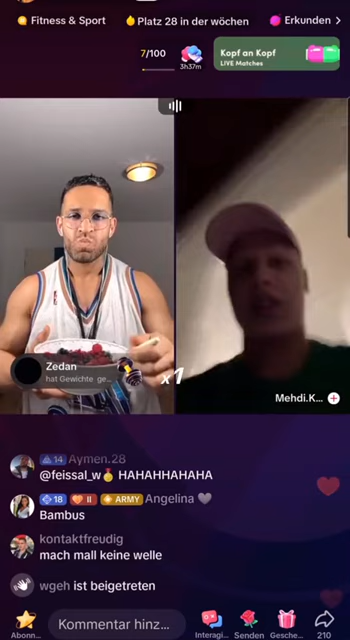 Fitness & Sport
Platz 28 in der wöchen
Erkunden
7/100
3h37m
Kopf an Kopf
LIVE Matches
Zedan
hat Gewichte ge...
x1
Mehdi.K...
14 Aymen.28
@feissal_w🏅 HAHAHHAHAHA
18 II ARMY Angelina 🩶
Bambus
kontaktfreudig
mach mall keine welle
wgeh ist beigetreten
Abonn...
Kommentar hinz...
Interagi...
Senden
Gesche...
210